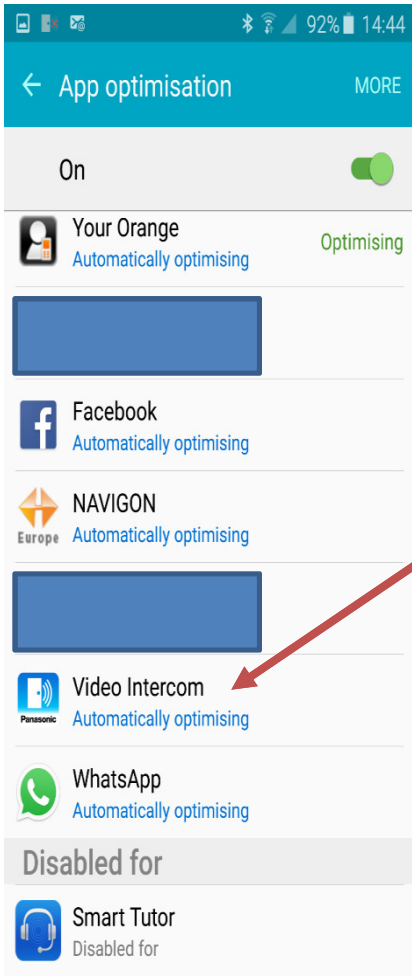 92% 14:44
App optimisation MORE
On
Your Orange
Automatically optimising
Optimising
Facebook
Automatically optimising
NAVIGON
Europe
Automatically optimising
Video Intercom
Panasonic
Automatically optimising
WhatsApp
Automatically optimising
Disabled for
Smart Tutor
Disabled for